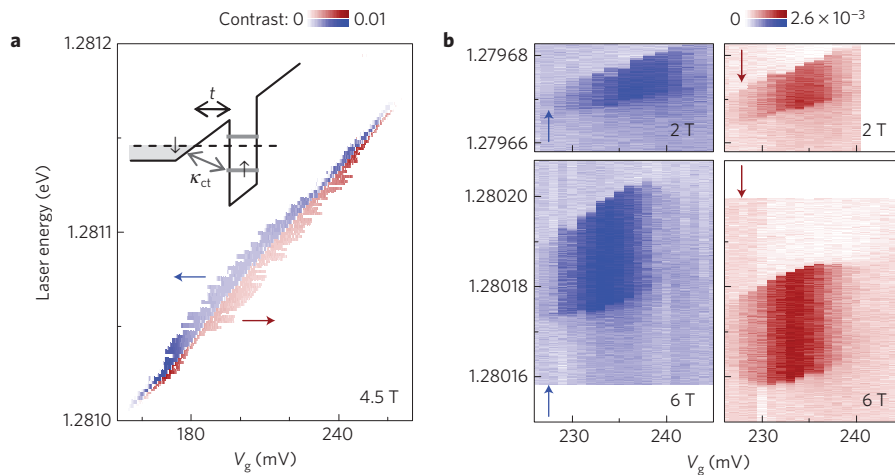 Contrast: 0 0.01
0 2.6 × 10⁻³
a
b
1.2812
1.2811
1.2810
Laser energy (eV)
t
κct
4.5 T
180 240
Vg (mV)
1.27968
1.27966
2 T
2 T
1.28020
1.28018
1.28016
6 T
6 T
230 240
230 240
Vg (mV)